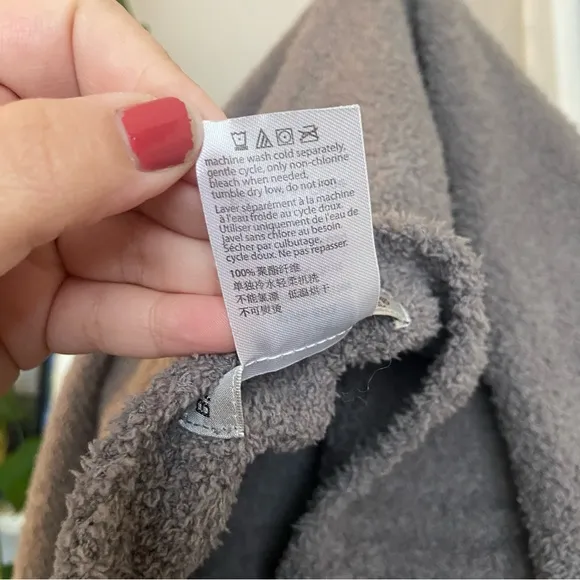 machine wash cold separately,
gentle cycle, only non-chlorine
bleach when needed,
tumble dry low, do not iron
Laver séparément à la machine
à l'eau froide au cycle doux.
Utiliser uniquement de l'eau de
javel sans chlore au besoin.
Sécher par culbutage,
cycle doux. Ne pas repasser.
100% 聚酯纤维
单独冷水轻柔机洗
不能氯漂 低温烘干
不可熨烫